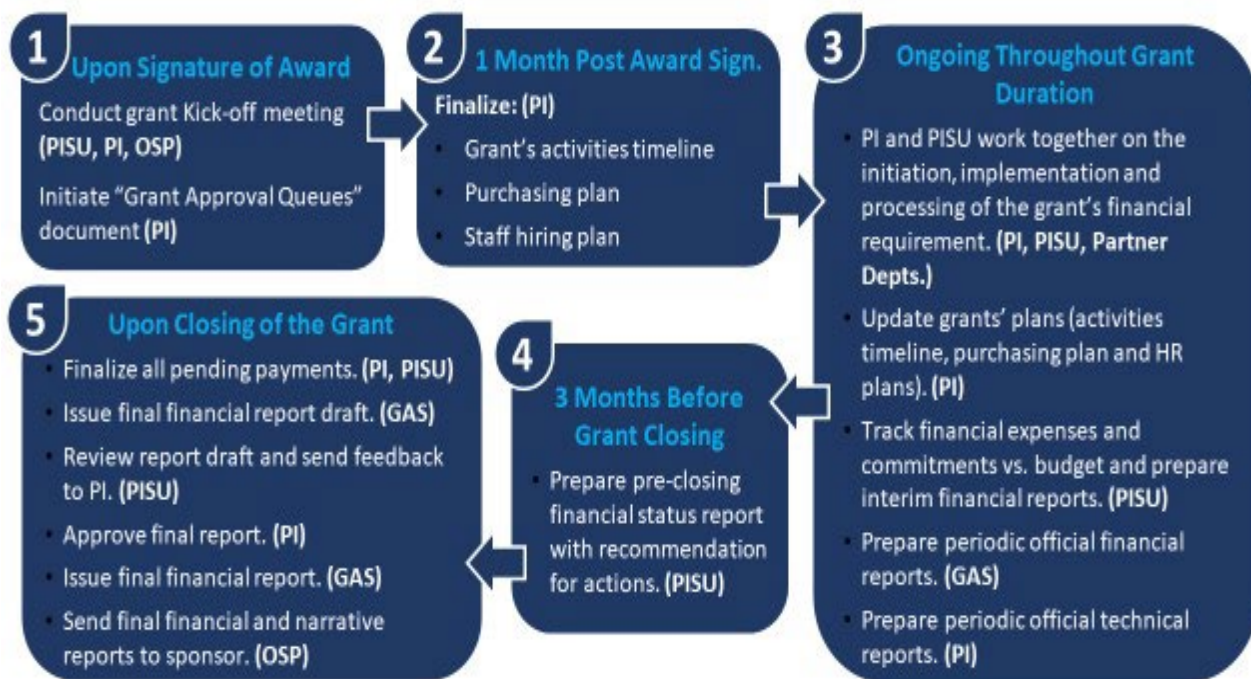 1
Upon Signature of Award
Conduct grant Kick-off meeting
(PISU, PI, OSP)
Initiate “Grant Approval Queues”
document (PI)
2
1 Month Post Award Sign.
Finalize: (PI)
• Grant's activities timeline
• Purchasing plan
• Staff hiring plan
3
Ongoing Throughout Grant
Duration
• PI and PISU work together on the
initiation, implementation and
processing of the grant's financial
requirement. (PI, PISU, Partner
Depts.)
• Update grants' plans (activities
timeline, purchasing plan and HR
plans). (PI)
• Track financial expenses and
commitments vs. budget and prepare
interim financial reports. (PISU)
• Prepare periodic official financial
reports. (GAS)
• Prepare periodic official technical
reports. (PI)
4
3 Months Before
Grant Closing
• Prepare pre-closing
financial status report
with recommendation
for actions. (PISU)
5
Upon Closing of the Grant
• Finalize all pending payments. (PI, PISU)
• Issue final financial report draft. (GAS)
• Review report draft and send feedback
to PI. (PISU)
• Approve final report. (PI)
• Issue final financial report. (GAS)
• Send final financial and narrative
reports to sponsor. (OSP)